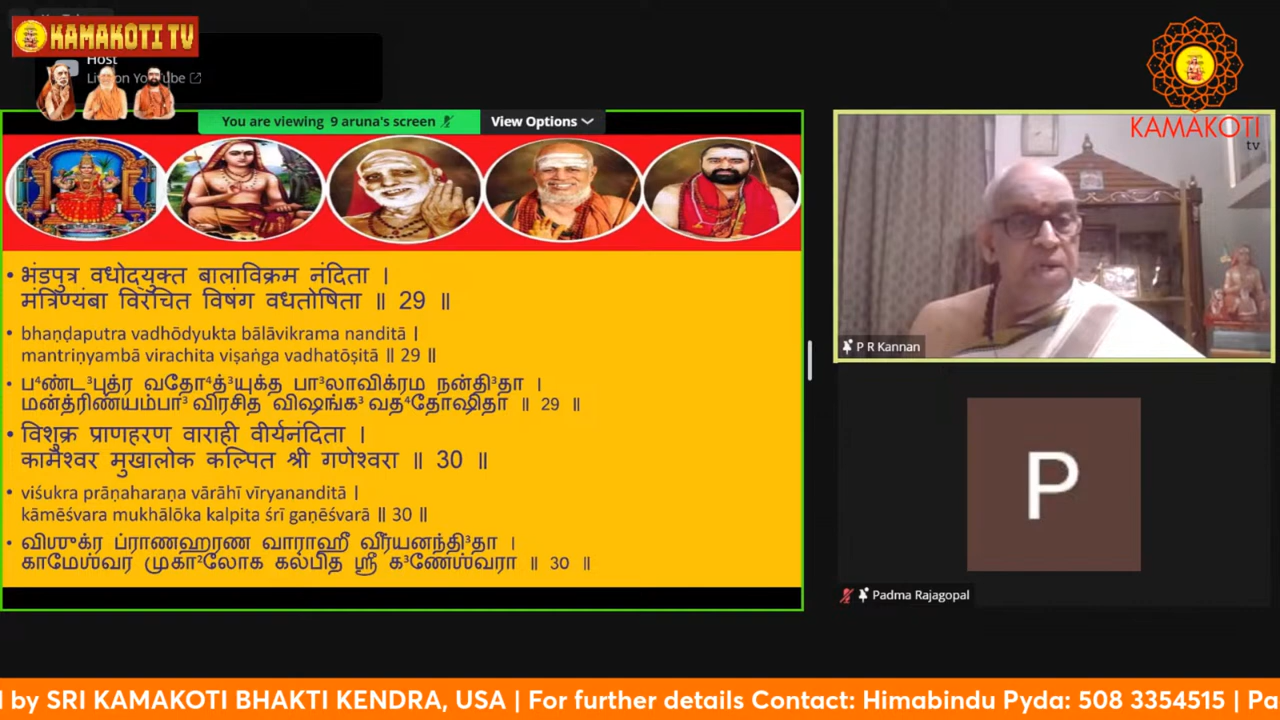 KAMAKOTI TV
Host
Live on YouTube
You are viewing 9 aruna's screen
View Options
KAMAKOTI
tv
• भंडपुत्र वधोद्युक्त बालाविक्रम नंदिता ।
मंत्रिण्यंबा विरचित विषंग वधतोषिता ॥ 29 ॥
• bhaṇḍaputra vadhōdyukta bālāvikrama nanditā |
mantriṇyambā virachita viṣaṅga vadhatōṣitā ॥ 29 ॥
• ப⁴ண்ட³புத்ர வதோ⁴த்³யுக்த பா³லாவிக்ரம நன்தி³தா ।
மன்த்ரிண்யம்பா³ விரசித விஷங்க³ வத⁴தோஷிதா ॥ 29 ॥
• विशुक्र प्राणहरण वाराही वीर्यनंदिता ।
कामेश्वर मुखालोक कल्पित श्री गणेश्वरा ॥ 30 ॥
• viśukra prāṇaharaṇa vārāhī vīryananditā |
kāmēśvara mukhālōka kalpita śrī gaṇēśvarā ॥ 30 ॥
• விஶுக்ர ப்ராணஹரண வாராஹீ வீர்யனந்தி³தா ।
காமேஶ்வர முகா²லோக கல்பித ஶ்ரீ க³ணேஶ்வரா ॥ 30 ॥
P R Kannan
P
Padma Rajagopal
by SRI KAMAKOTI BHAKTI KENDRA, USA | For further details Contact: Himabindu Pyda: 508 3354515 | Pa